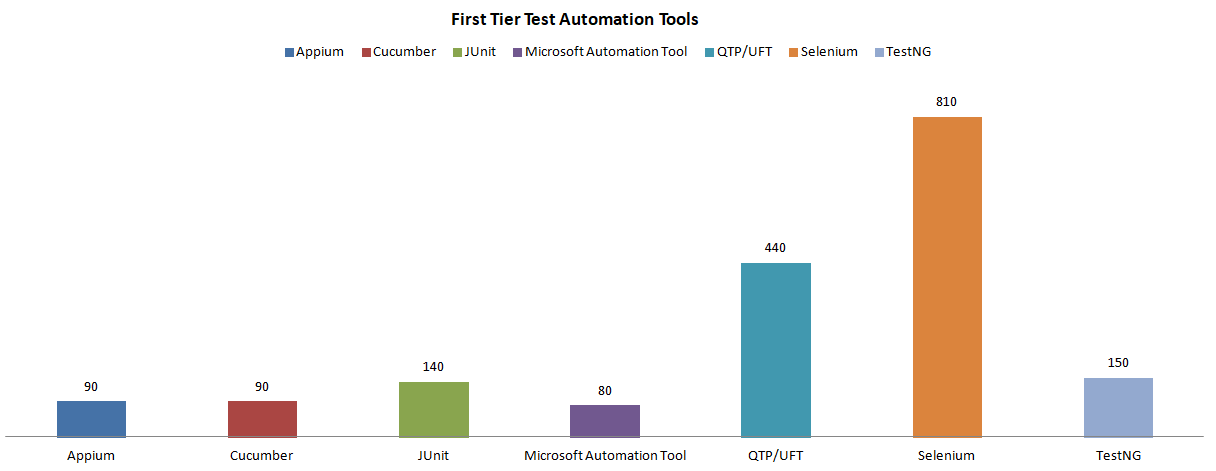 First Tier Test Automation Tools
Appium Cucumber JUnit Microsoft Automation Tool QTP/UFT Selenium TestNG
810
440
150
140
90 90
80
Appium Cucumber JUnit Microsoft Automation Tool QTP/UFT Selenium TestNG